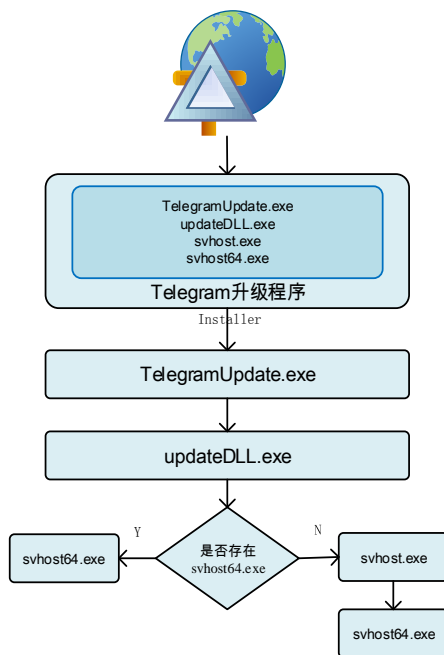 TelegramUpdate.exe
updateDLL.exe
svhost.exe
svhost64.exe
Telegram升级程序
Installer
TelegramUpdate.exe
updateDLL.exe
是否存在
svhost64.exe
Y
N
svhost64.exe
svhost.exe
svhost64.exe